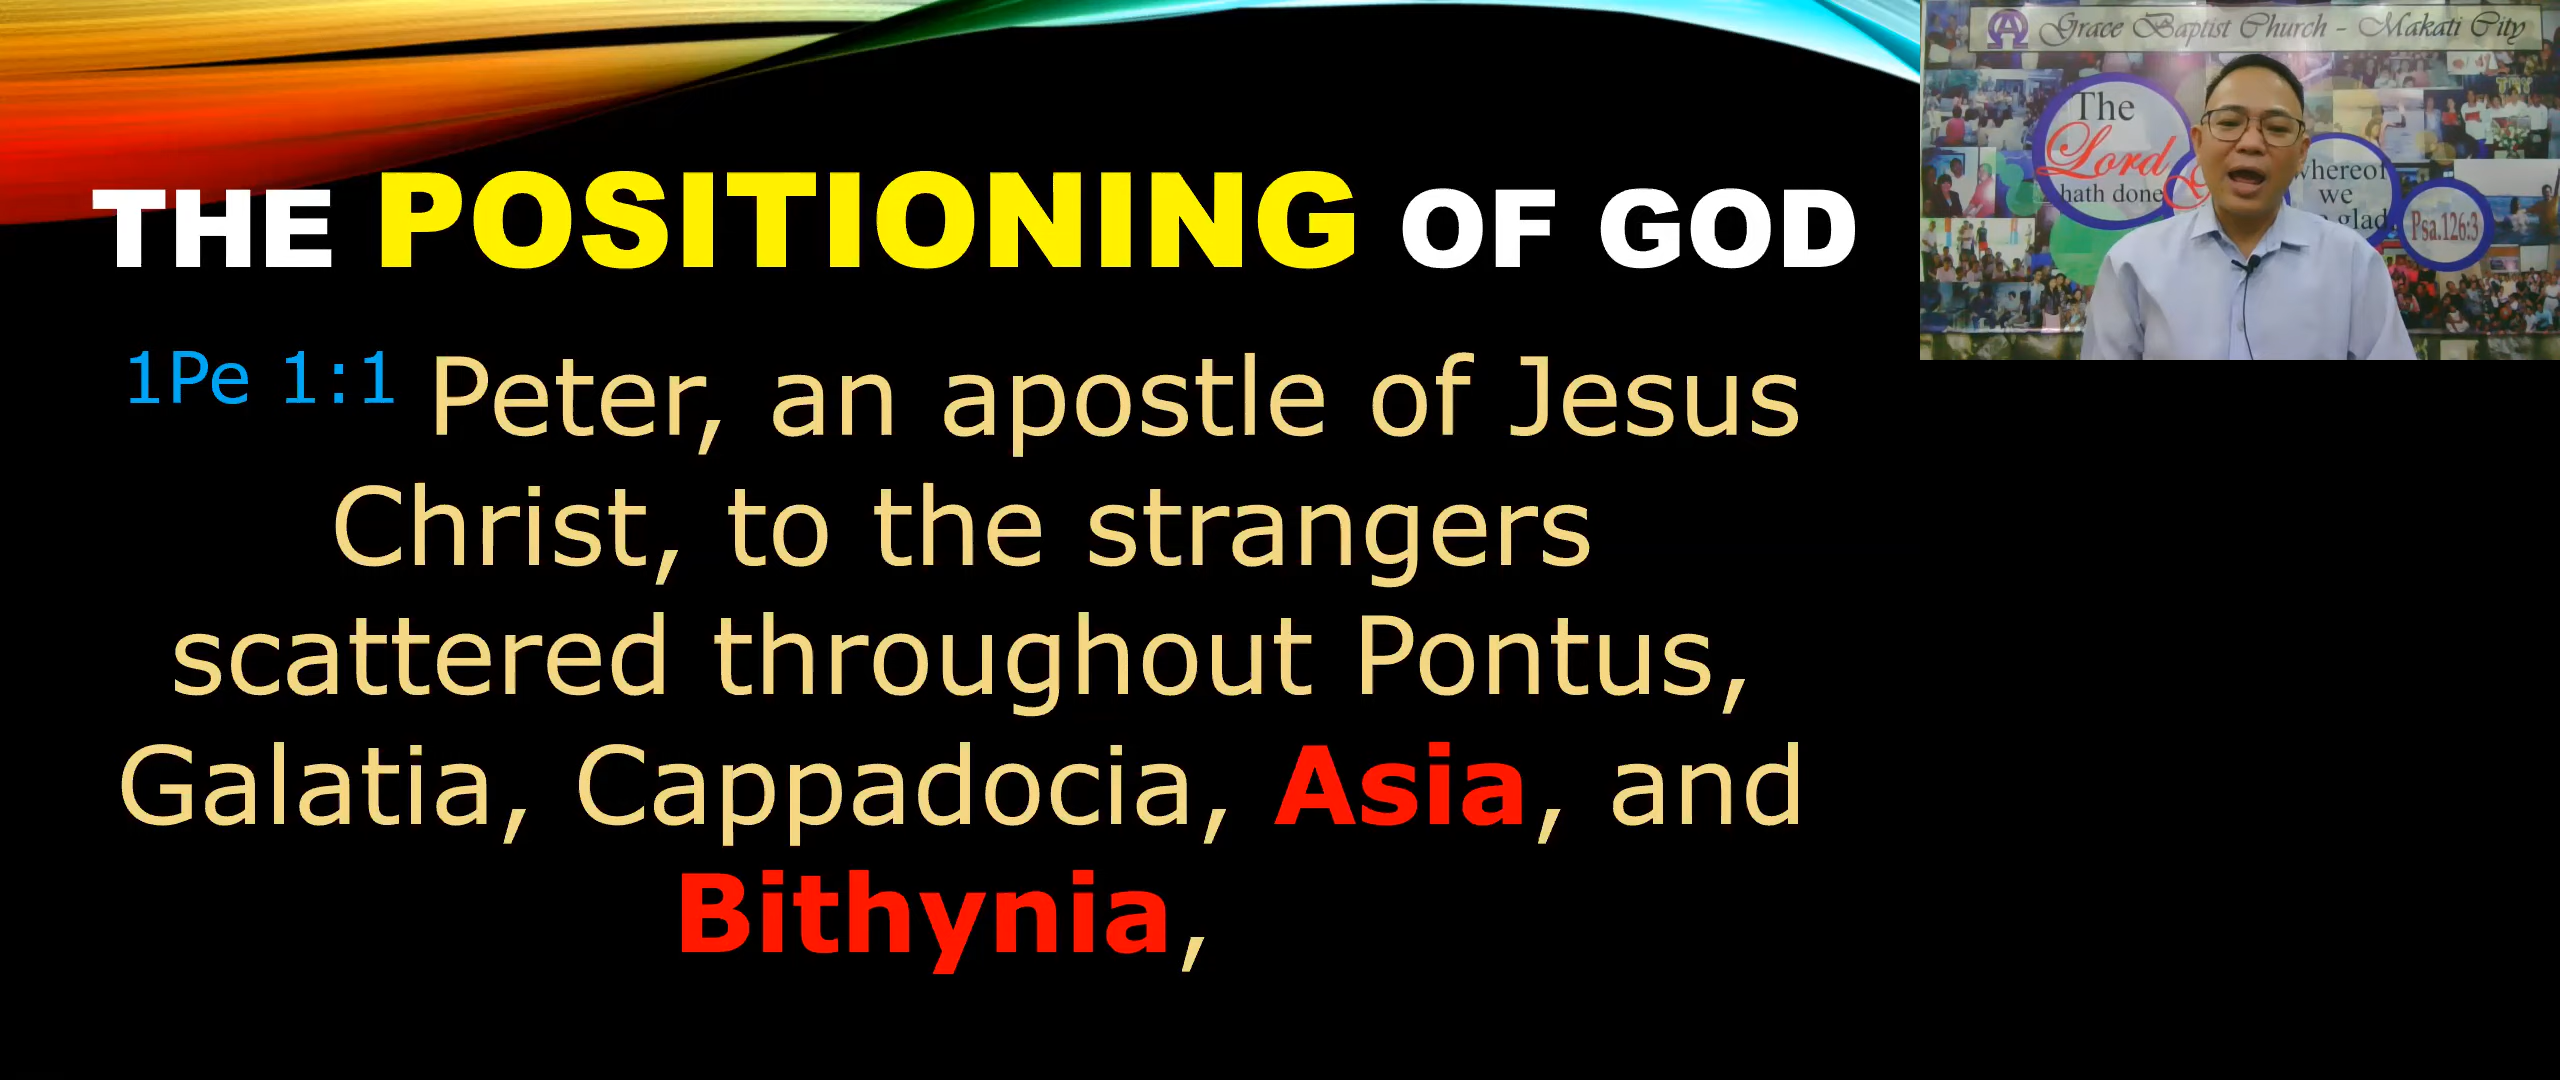 THE POSITIONING OF GOD
1Pe 1:1 Peter, an apostle of Jesus
Christ, to the strangers
scattered throughout Pontus,
Galatia, Cappadocia, Asia, and
Bithynia,
Grace Baptist Church - Makati City
The
Lord
hath done
whereof
we
glad
Psa.126:3